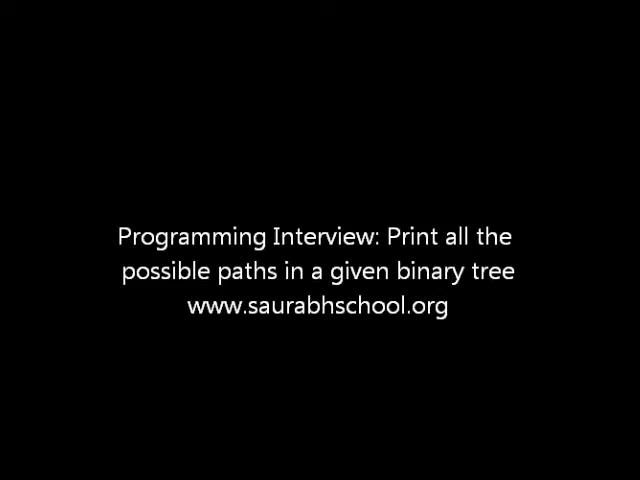 Programming Interview: Print all the
possible paths in a given binary tree
www.saurabhschool.org